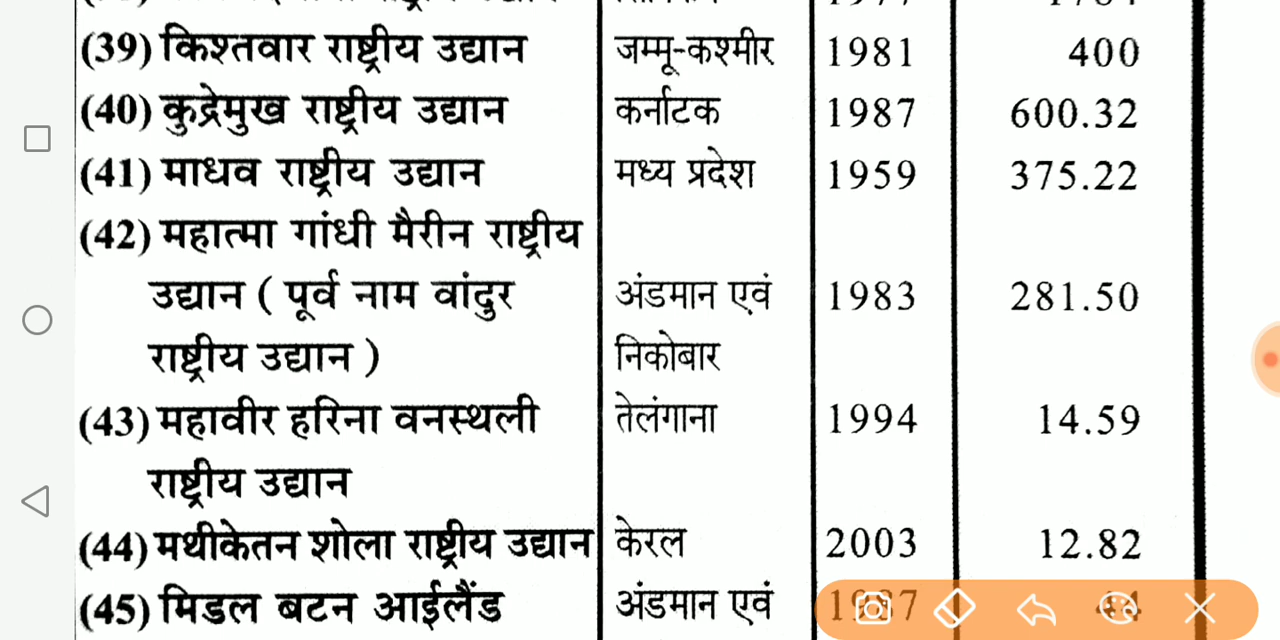 (39) किश्तवार राष्ट्रीय उद्यान जम्मू-कश्मीर 1981 400
(40) कुद्रेमुख राष्ट्रीय उद्यान कर्नाटक 1987 600.32
(41) माधव राष्ट्रीय उद्यान मध्य प्रदेश 1959 375.22
(42) महात्मा गांधी मैरीन राष्ट्रीय
उद्यान ( पूर्व नाम वांदुर अंडमान एवं 1983 281.50
राष्ट्रीय उद्यान ) निकोबार
(43) महावीर हरिना वनस्थली तेलंगाना 1994 14.59
राष्ट्रीय उद्यान
(44) मथीकेतन शोला राष्ट्रीय उद्यान केरल 2003 12.82
(45) मिडल बटन आईलैंड अंडमान एवं 1987